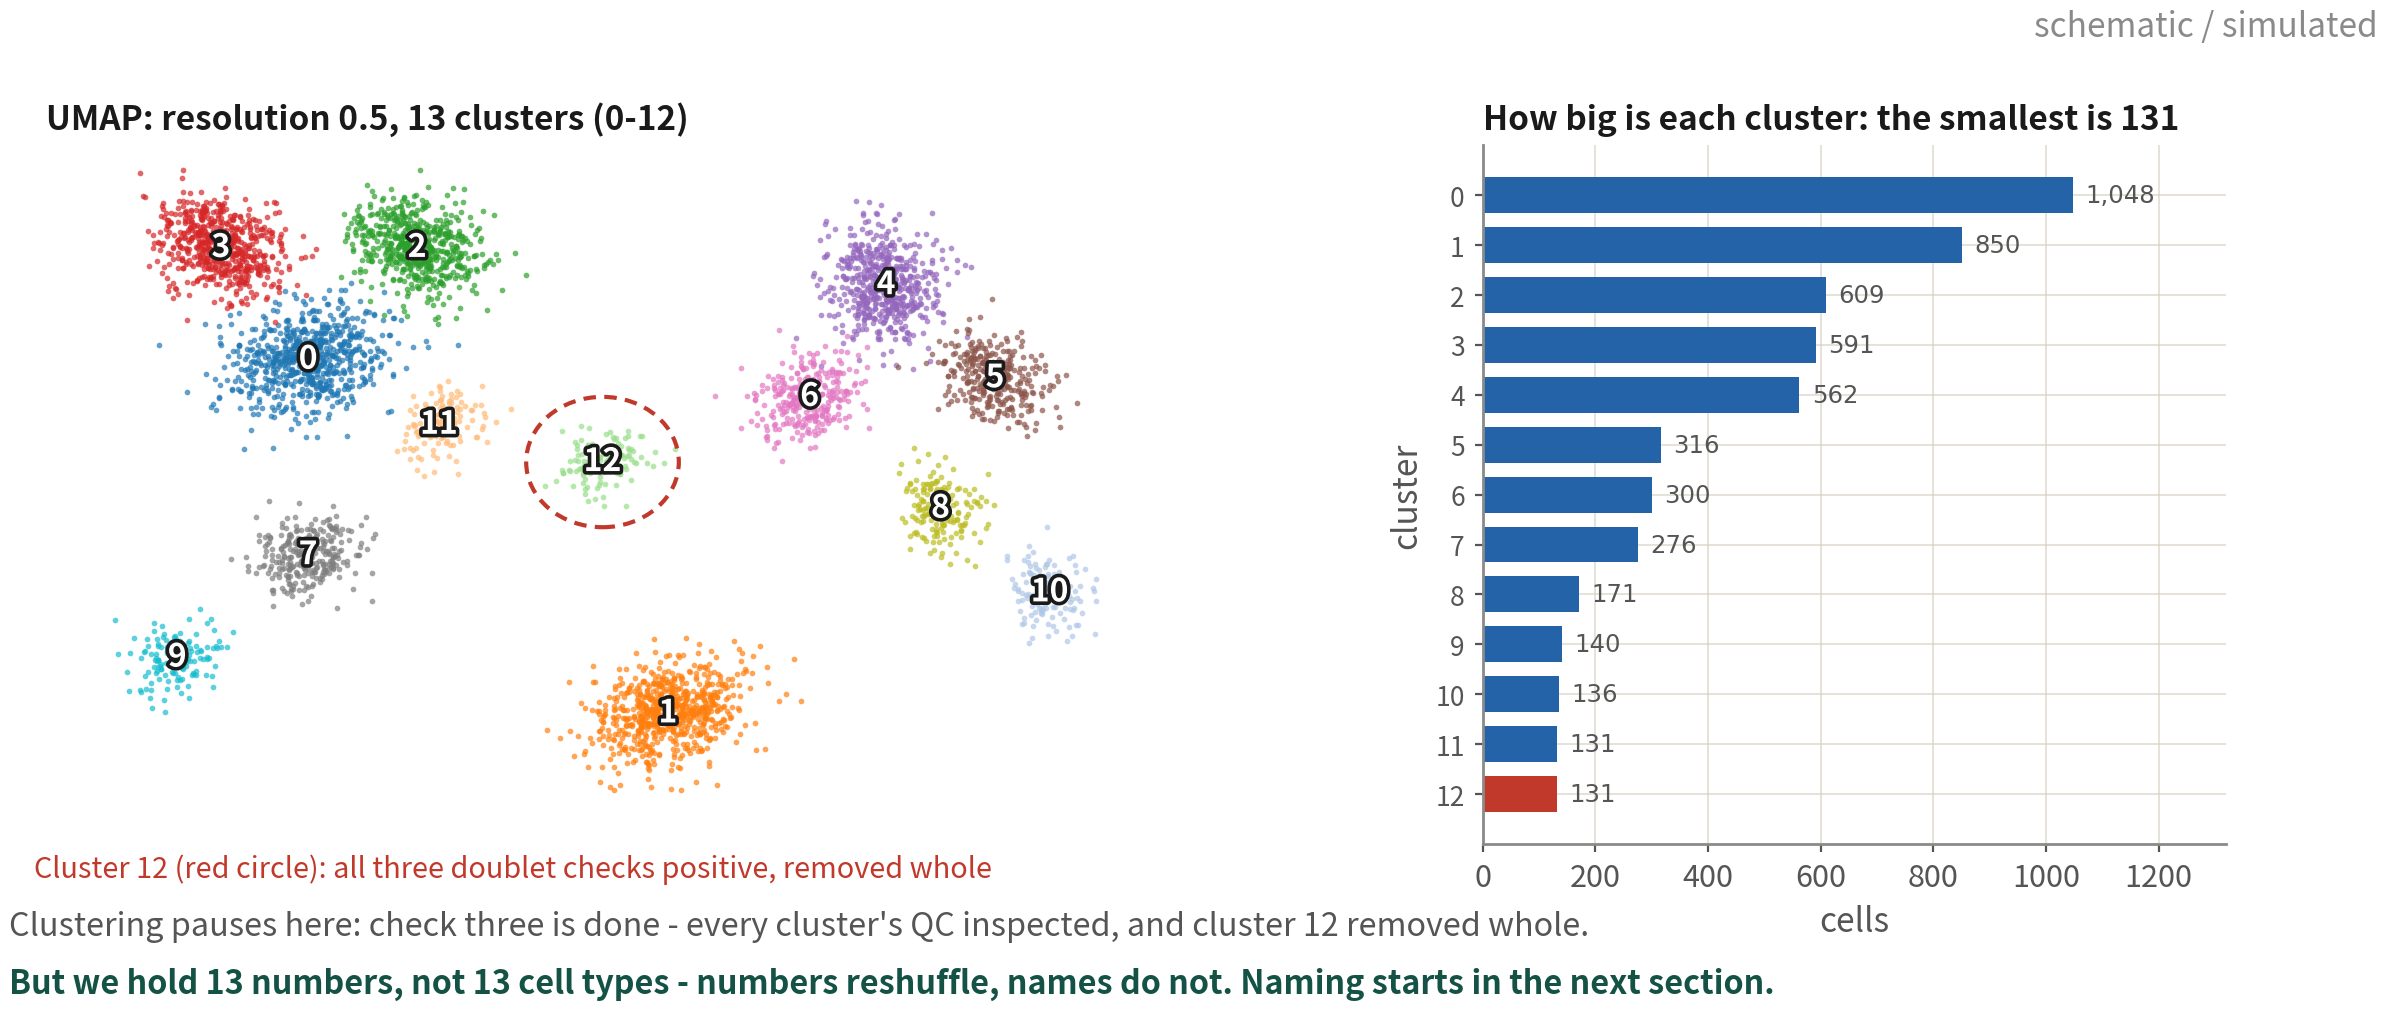 schematic / simulated
UMAP: resolution 0.5, 13 clusters (0-12)
3
2
4
0
5
6
11
12
8
7
10
9
1
Cluster 12 (red circle): all three doublet checks positive, removed whole
How big is each cluster: the smallest is 131
cluster
0 1,048
1 850
2 609
3 591
4 562
5 316
6 300
7 276
8 171
9 140
10 136
11 131
12 131
0 200 400 600 800 1000 1200
cells
Clustering pauses here: check three is done - every cluster's QC inspected, and cluster 12 removed whole.
But we hold 13 numbers, not 13 cell types - numbers reshuffle, names do not. Naming starts in the next section.